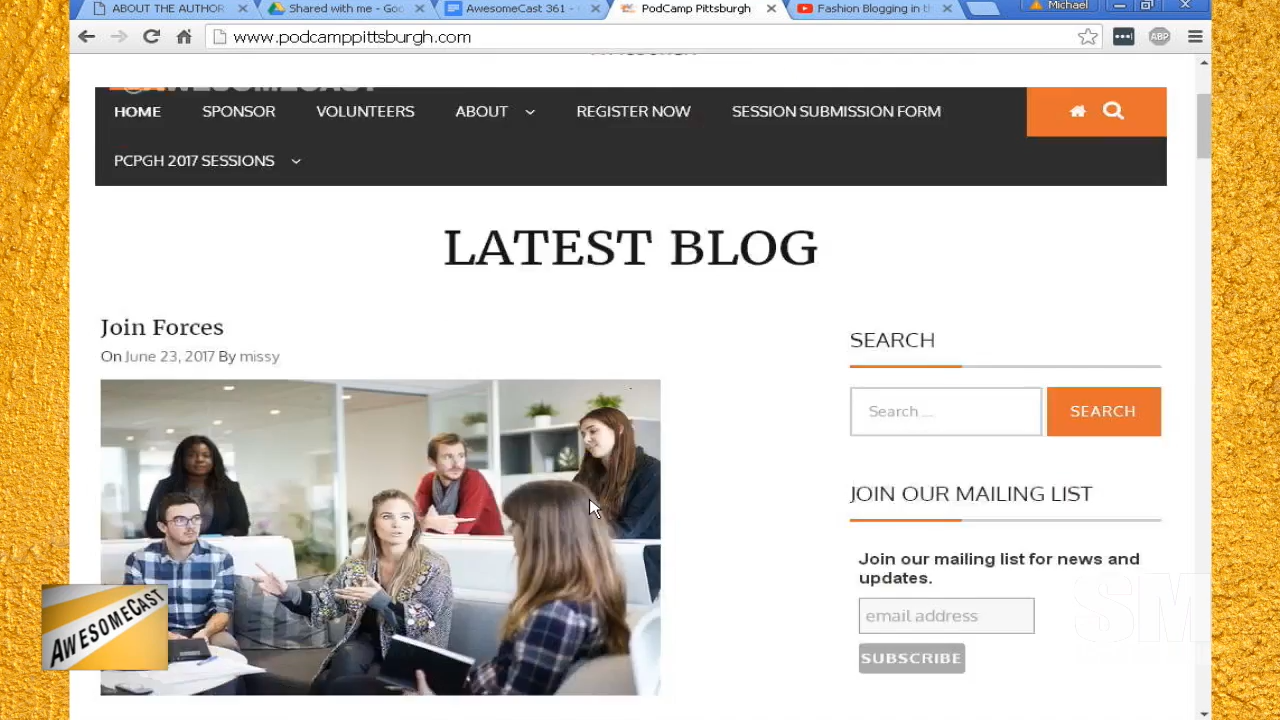 ABOUT THE AUTHOR
Shared with me - Goo
AwesomeCast 361 -
PodCamp Pittsburgh
Fashion Blogging in t
Michael
www.podcamppittsburgh.com
ABP
HOME
SPONSOR
VOLUNTEERS
ABOUT
REGISTER NOW
SESSION SUBMISSION FORM
PCPGH 2017 SESSIONS
LATEST BLOG
Join Forces
On June 23, 2017 By missy
SEARCH
Search ...
SEARCH
JOIN OUR MAILING LIST
Join our mailing list for news and
updates.
email address
SUBSCRIBE
AWESOMECAST
SM